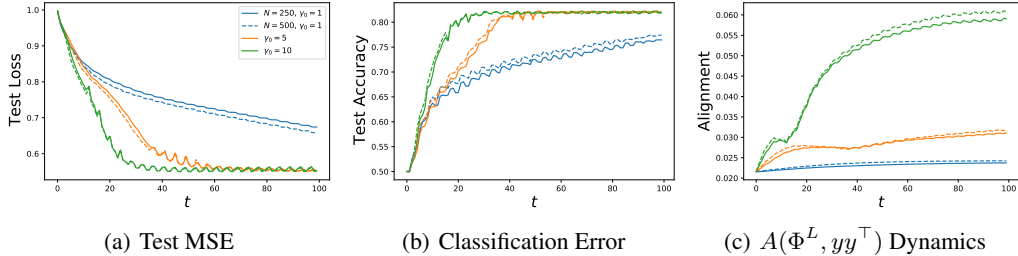 Test Loss
1.0
0.9
0.8
0.7
0.6
0 20 40 60 80 100
t
N = 250, γ₀ = 1
N = 500, γ₀ = 1
γ₀ = 5
γ₀ = 10
(a) Test MSE
Test Accuracy
0.80
0.75
0.70
0.65
0.60
0.55
0.50
0 20 40 60 80 100
t
(b) Classification Error
Alignment
0.060
0.055
0.050
0.045
0.040
0.035
0.030
0.025
0.020
0 20 40 60 80 100
t
(c) A(Φᴸ, yy⊤) Dynamics